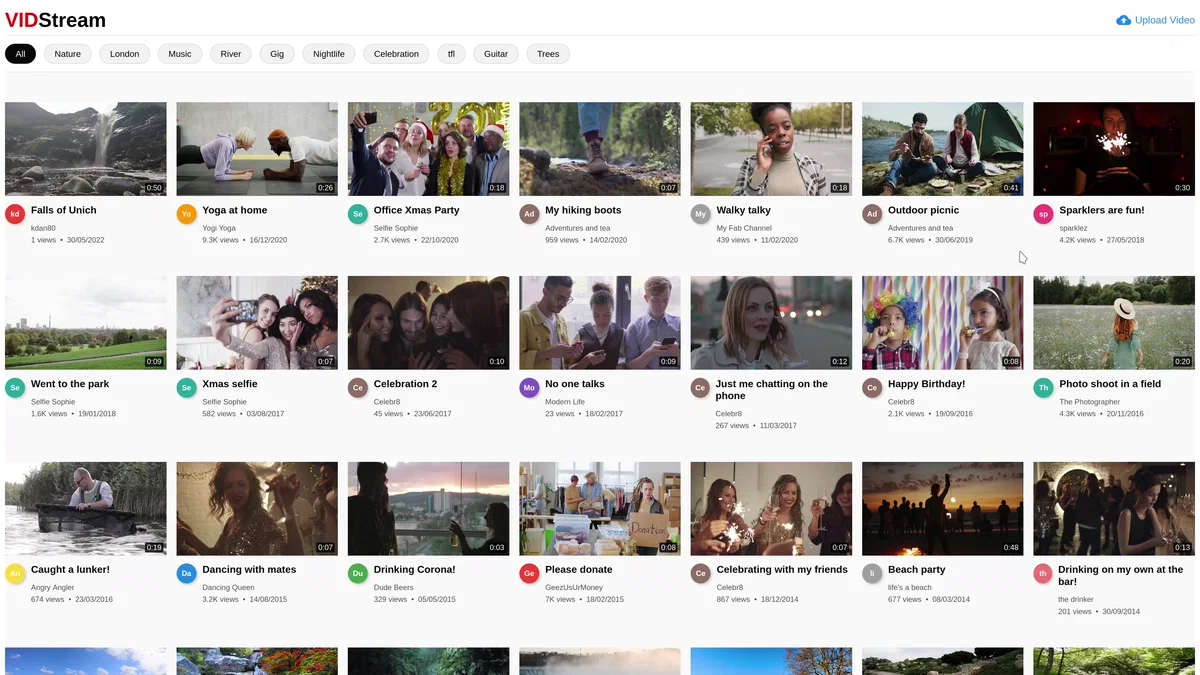 VIDStream
Upload Video
All
Nature
London
Music
River
Gig
Nightlife
Celebration
tfl
Guitar
Trees
0:50
0:26
0:18
0:07
0:18
0:41
0:30
kd
Falls of Unich
kdan80
1 views • 30/05/2022
Yo
Yoga at home
Yogi Yoga
9.3K views • 16/12/2020
Se
Office Xmas Party
Selfie Sophie
2.7K views • 22/10/2020
Ad
My hiking boots
Adventures and tea
959 views • 14/02/2020
My
Walky talky
My Fab Channel
439 views • 11/02/2020
Ad
Outdoor picnic
Adventures and tea
6.7K views • 30/06/2019
sp
Sparklers are fun!
sparklez
4.2K views • 27/05/2018
0:09
0:07
0:10
0:09
0:12
0:08
0:20
Se
Went to the park
Selfie Sophie
1.6K views • 19/01/2018
Se
Xmas selfie
Selfie Sophie
582 views • 03/08/2017
Ce
Celebration 2
Celebr8
45 views • 23/06/2017
Mo
No one talks
Modern Life
23 views • 18/02/2017
Ce
Just me chatting on the
phone
Celebr8
267 views • 11/03/2017
Ce
Happy Birthday!
Celebr8
2.1K views • 19/09/2016
Th
Photo shoot in a field
The Photographer
4.3K views • 20/11/2016
0:19
0:07
0:03
Donation
0:08
0:07
0:48
0:13
An
Caught a lunker!
Angry Angler
674 views • 23/03/2016
Da
Dancing with mates
Dancing Queen
3.2K views • 14/08/2015
Du
Drinking Corona!
Dude Beers
329 views • 05/05/2015
Ge
Please donate
GeezUsUrMoney
7K views • 18/02/2015
Ce
Celebrating with my friends
Celebr8
867 views • 18/12/2014
li
Beach party
life's a beach
677 views • 08/03/2014
th
Drinking on my own at the
bar!
the drinker
201 views • 30/09/2014